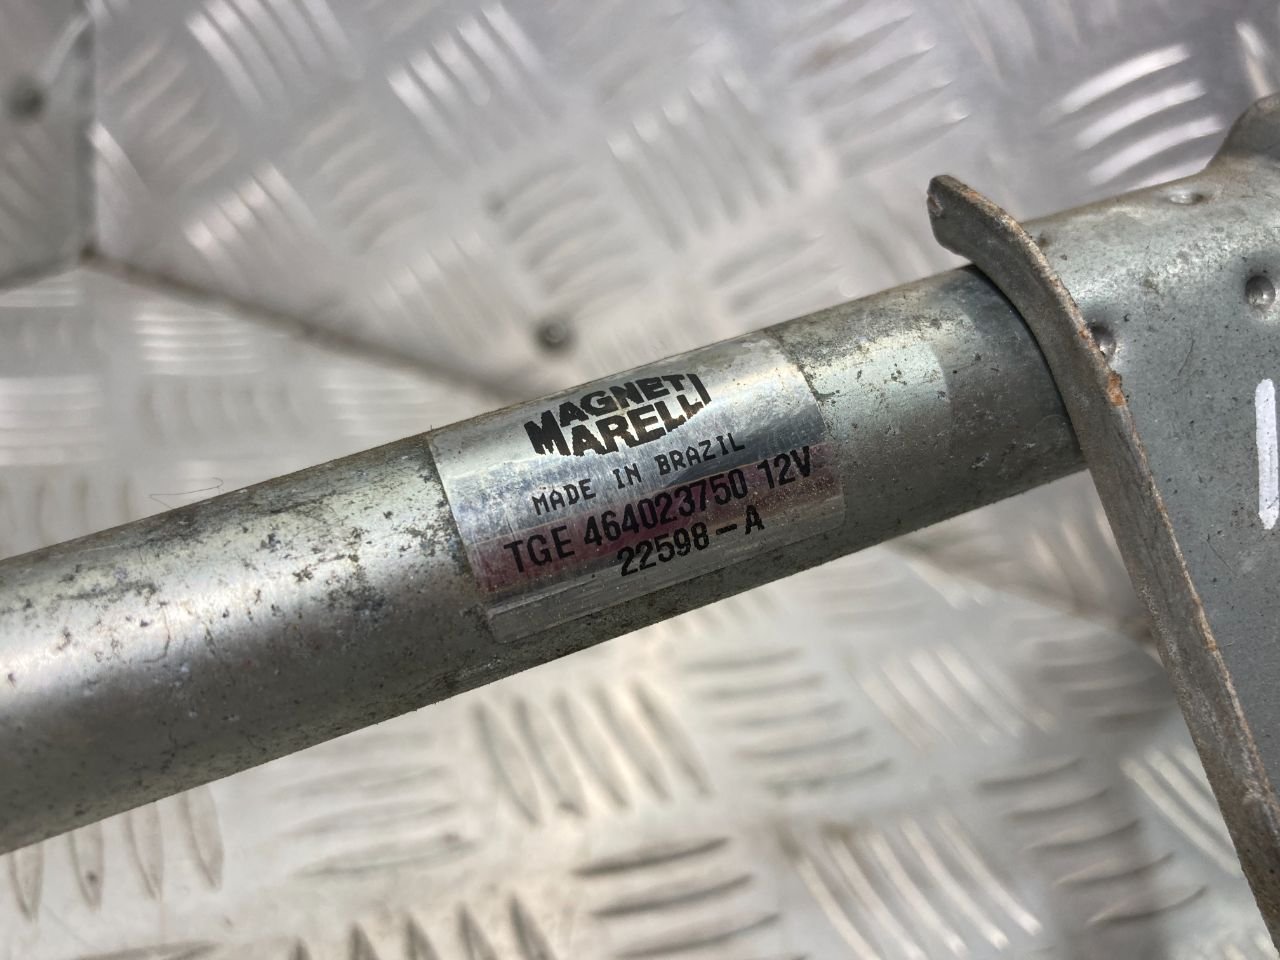 MAGNETI
MARELLI
MADE IN BRAZIL
TGE 464023750 12V
22598-A